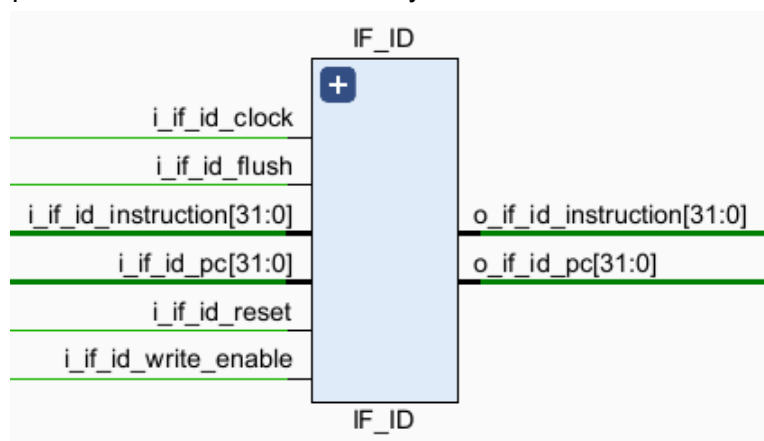 IF_ID
i_if_id_clock
i_if_id_flush
i_if_id_instruction[31:0]
o_if_id_instruction[31:0]
i_if_id_pc[31:0]
o_if_id_pc[31:0]
i_if_id_reset
i_if_id_write_enable
IF_ID